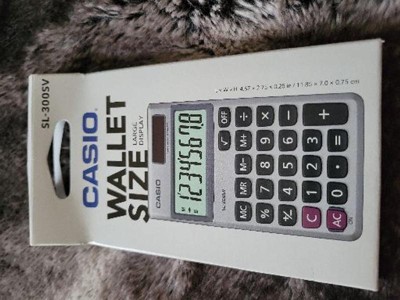 SL-300SV
CASIO
WALLET
SIZE
LARGE
DISPLAY
CASIO
12345678
√ OFF
MC MR M- M+ ÷
% 7 8 9 ×
+/- 4 5 6 -
C 1 2 3 +
AC 0 · =